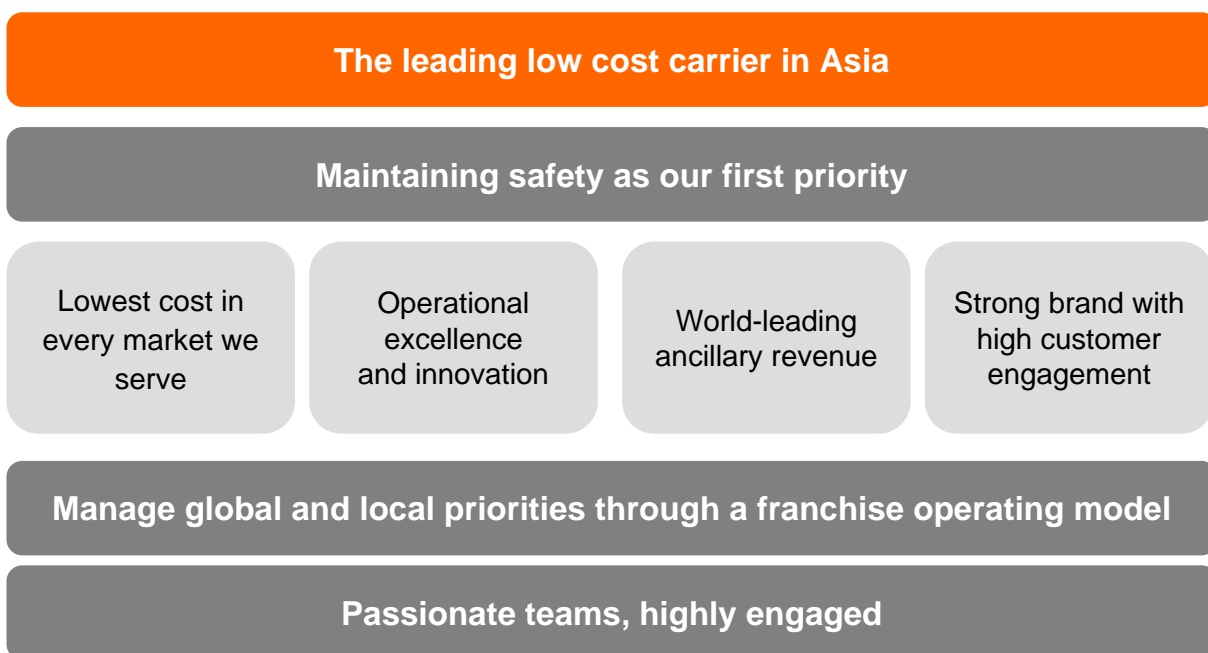 The leading low cost carrier in Asia
Maintaining safety as our first priority
Lowest cost in
every market we
serve
Operational
excellence
and innovation
World-leading
ancillary revenue
Strong brand with
high customer
engagement
Manage global and local priorities through a franchise operating model
Passionate teams, highly engaged